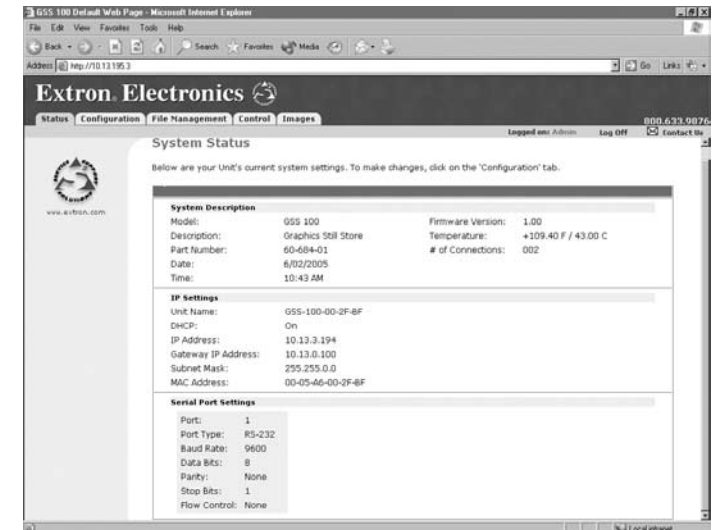 GSS 100 Default Web Page - Microsoft Internet Explorer
File Edit View Favorites Tools Help
Back Search Favorites Media
Address http://10.13.195.3 Go Links
Extron Electronics
Status Configuration File Management Control Images
800.633.9876
Logged on: Admin Log Off Contact Us
www.extron.com
System Status
Below are your Unit's current system settings. To make changes, click on the 'Configuration' tab.
System Description
Model: GSS 100 Firmware Version: 1.00
Description: Graphics Still Store Temperature: +109.40 F / 43.00 C
Part Number: 60-684-01 # of Connections: 002
Date: 6/02/2005
Time: 10:43 AM
IP Settings
Unit Name: GSS-100-00-2F-8F
DHCP: On
IP Address: 10.13.3.194
Gateway IP Address: 10.13.0.100
Subnet Mask: 255.255.0.0
MAC Address: 00-05-A6-00-2F-8F
Serial Port Settings
Port: 1
Port Type: RS-232
Baud Rate: 9600
Data Bits: 8
Parity: None
Stop Bits: 1
Flow Control: None
Local intranet